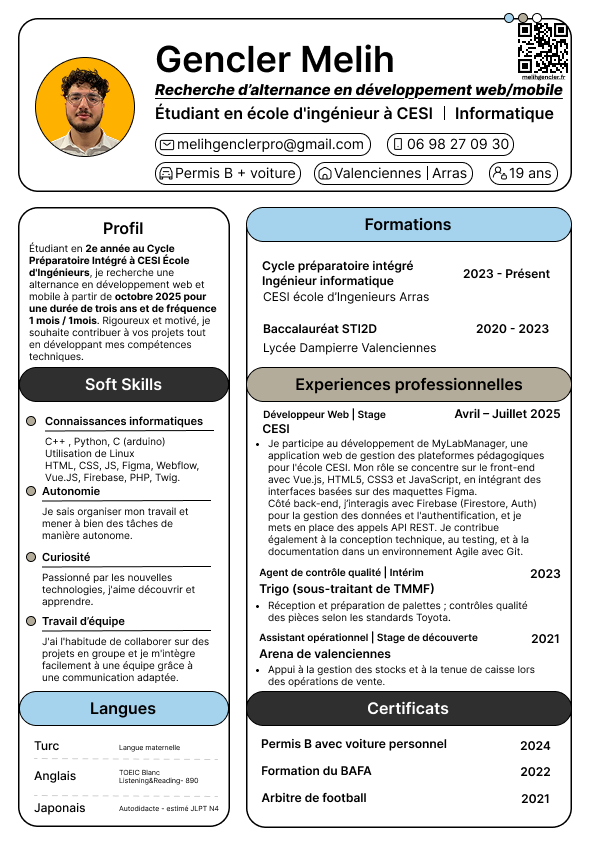 Gencler Melih
melihgencler.fr
Recherche d’alternance en développement web/mobile
Étudiant en école d'ingénieur à CESI | Informatique
melihgenclerpro@gmail.com
06 98 27 09 30
Permis B + voiture
Valenciennes | Arras
19 ans
Profil
Étudiant en 2e année au Cycle
Préparatoire Intégré à CESI École
d'Ingénieurs, je recherche une
alternance en développement web et
mobile à partir de octobre 2025 pour
une durée de trois ans et de fréquence
1 mois / 1mois. Rigoureux et motivé, je
souhaite contribuer à vos projets tout
en développant mes compétences
techniques.
Soft Skills
Connaissances informatiques
C++ , Python, C (arduino)
Utilisation de Linux
HTML, CSS, JS, Figma, Webflow,
Vue.JS, Firebase, PHP, Twig.
Autonomie
Je sais organiser mon travail et
mener à bien des tâches de
manière autonome.
Curiosité
Passionné par les nouvelles
technologies, j'aime découvrir et
apprendre.
Travail d’équipe
J'ai l'habitude de collaborer sur des
projets en groupe et je m'intègre
facilement à une équipe grâce à
une communication adaptée.
Langues
Turc
Langue maternelle
Anglais
TOEIC Blanc
Listening&Reading- 890
Japonais
Autodidacte - estimé JLPT N4
Formations
Cycle préparatoire intégré
Ingénieur informatique
2023 - Présent
CESI école d’Ingenieurs Arras
Baccalauréat STI2D
2020 - 2023
Lycée Dampierre Valenciennes
Experiences professionnelles
Développeur Web | Stage
Avril – Juillet 2025
CESI
• Je participe au développement de MyLabManager, une
application web de gestion des plateformes pédagogiques
pour l'école CESI. Mon rôle se concentre sur le front-end
avec Vue.js, HTML5, CSS3 et JavaScript, en intégrant des
interfaces basées sur des maquettes Figma.
Côté back-end, j’interagis avec Firebase (Firestore, Auth)
pour la gestion des données et l'authentification, et je
mets en place des appels API REST. Je contribue
également à la conception technique, au testing, et à la
documentation dans un environnement Agile avec Git.
Agent de contrôle qualité | Intérim
2023
Trigo (sous-traitant de TMMF)
• Réception et préparation de palettes ; contrôles qualité
des pièces selon les standards Toyota.
Assistant opérationnel | Stage de découverte
2021
Arena de valenciennes
• Appui à la gestion des stocks et à la tenue de caisse lors
des opérations de vente.
Certificats
Permis B avec voiture personnel
2024
Formation du BAFA
2022
Arbitre de football
2021